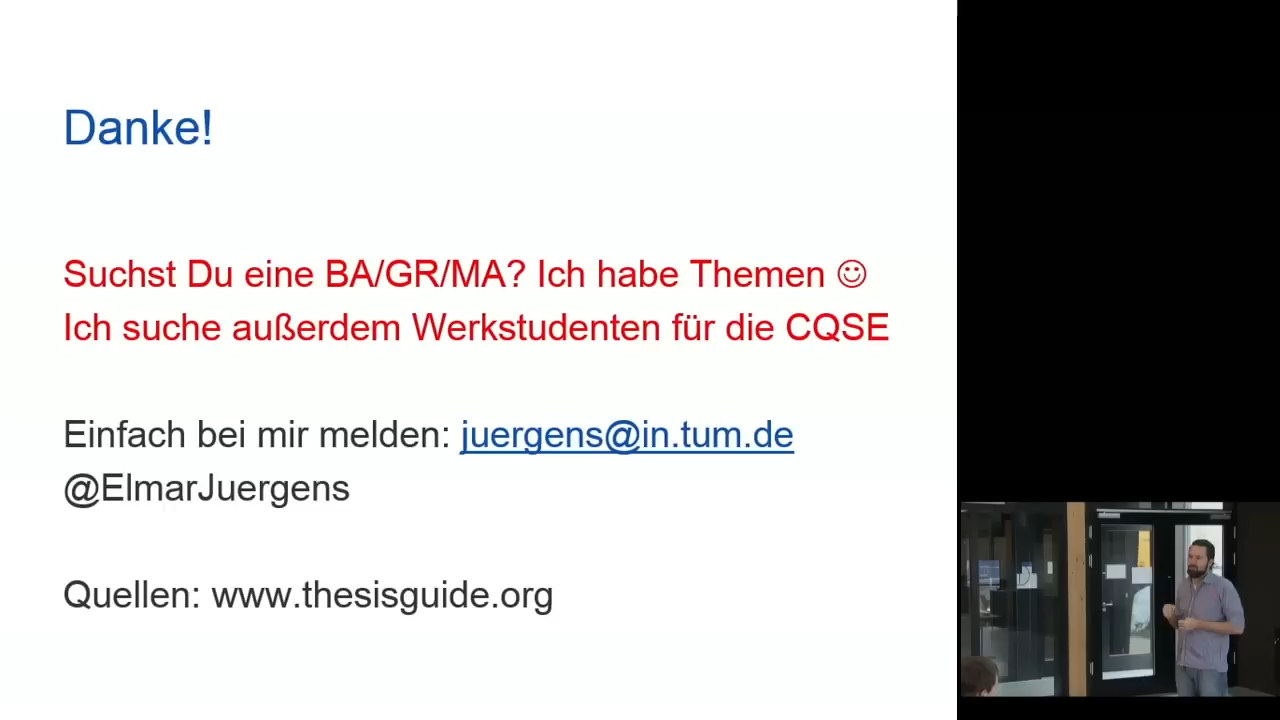 Danke!
Suchst Du eine BA/GR/MA? Ich habe Themen ☺
Ich suche außerdem Werkstudenten für die CQSE
Einfach bei mir melden: juergens@in.tum.de
@ElmarJuergens
Quellen: www.thesisguide.org